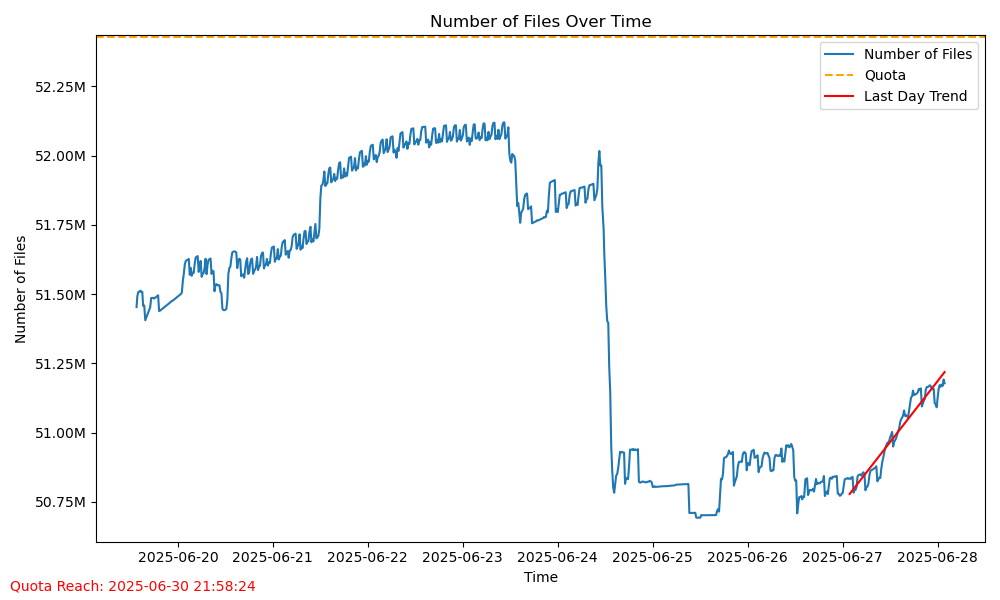 Number of Files Over Time
Number of Files
Quota
Last Day Trend
52.25M
52.00M
51.75M
51.50M
51.25M
51.00M
50.75M
Number of Files
2025-06-20 2025-06-21 2025-06-22 2025-06-23 2025-06-24 2025-06-25 2025-06-26 2025-06-27 2025-06-28
Time
Quota Reach: 2025-06-30 21:58:24